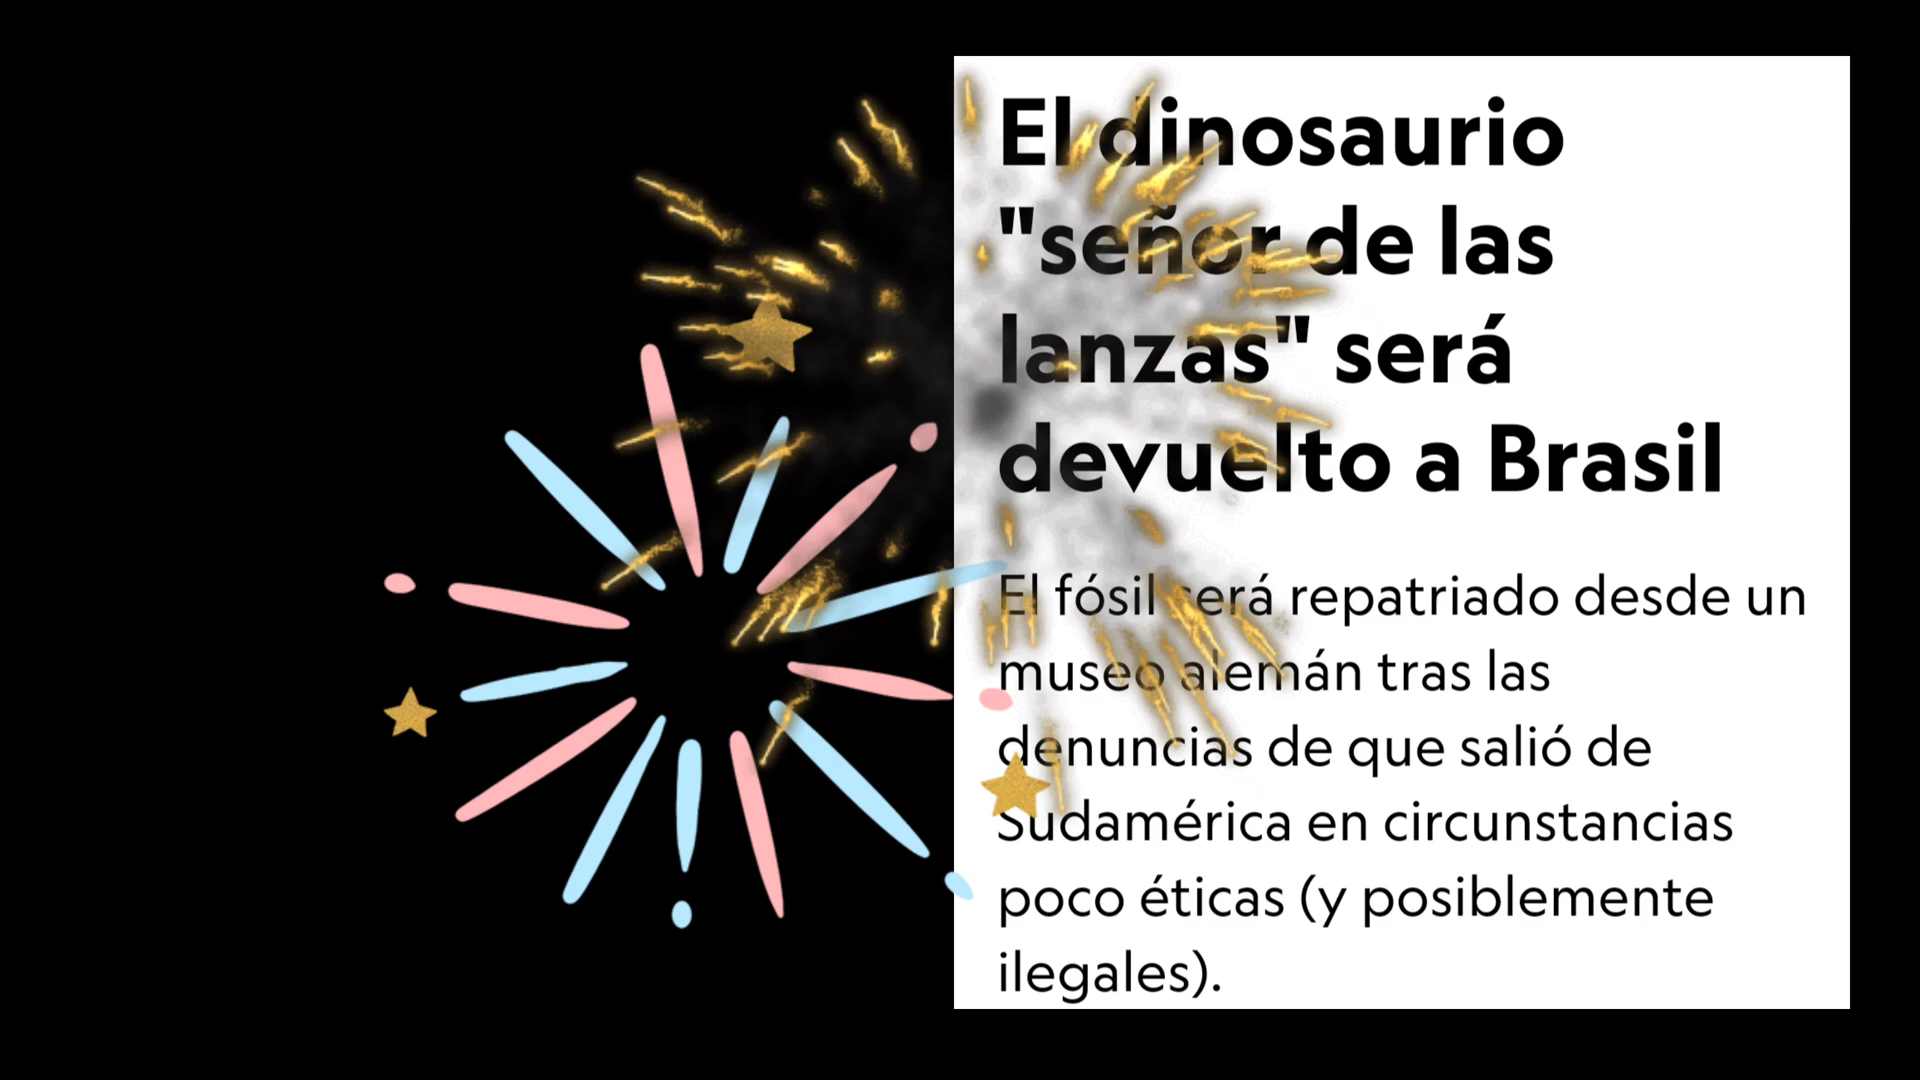 El dinosaurio
"señor de las
lanzas" será
devuelto a Brasil
El fósil será repatriado desde un
museo alemán tras las
denuncias de que salió de
Sudamérica en circunstancias
poco éticas (y posiblemente
ilegales).